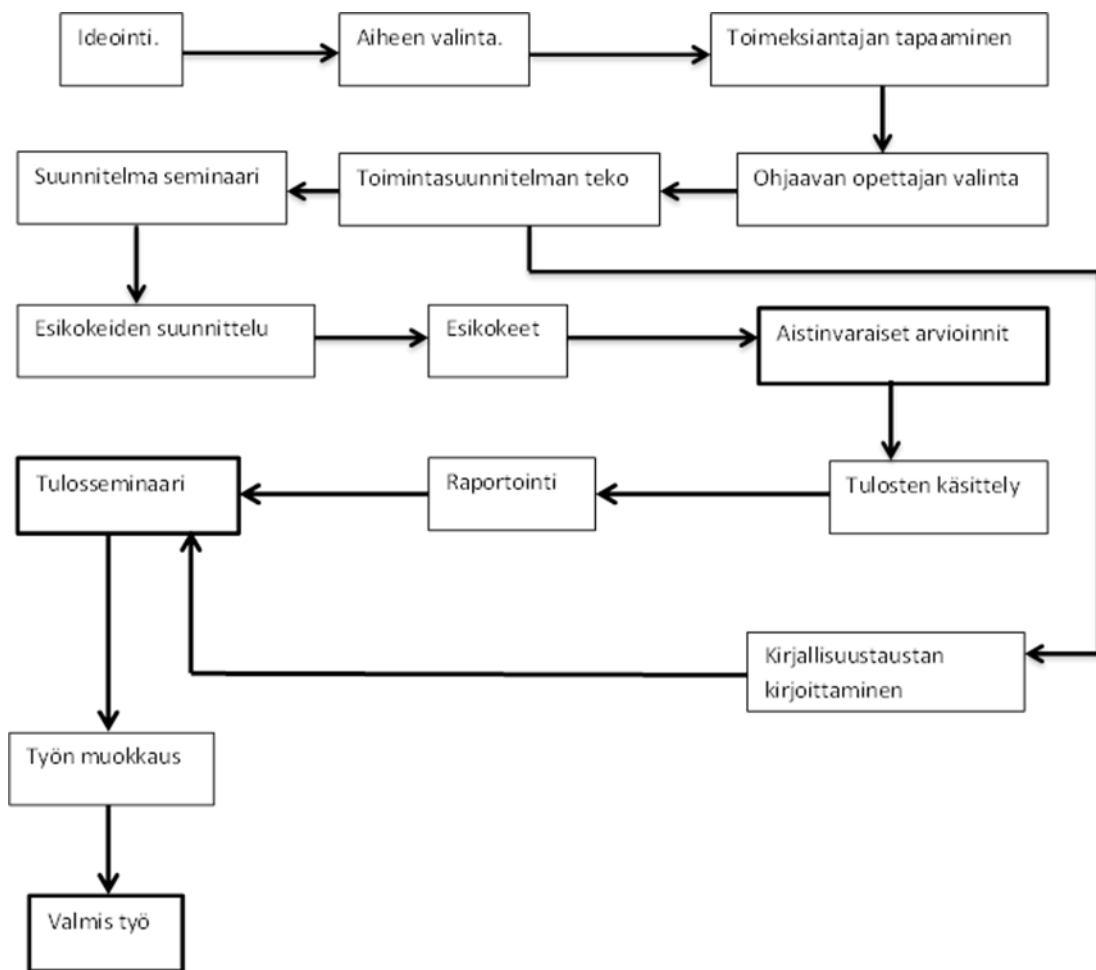 Ideointi.
Aiheen valinta.
Toimeksiantajan tapaaminen
Suunnitelma seminaari
Toimintasuunnitelman teko
Ohjaavan opettajan valinta
Esikokeiden suunnittelu
Esikokeet
Aistinvaraiset arvioinnit
Tulosseminaari
Raportointi
Tulosten käsittely
Kirjallisuustaustan
kirjoittaminen
Työn muokkaus
Valmis työ